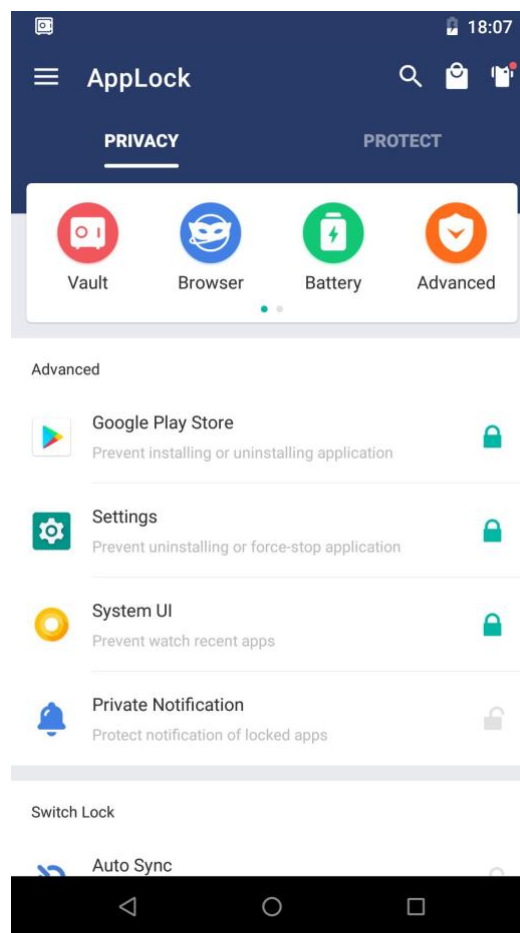 18:07
AppLock
PRIVACY PROTECT
Vault Browser Battery Advanced
Advanced
Google Play Store
Prevent installing or uninstalling application
Settings
Prevent uninstalling or force-stop application
System UI
Prevent watch recent apps
Private Notification
Protect notification of locked apps
Switch Lock
Auto Sync